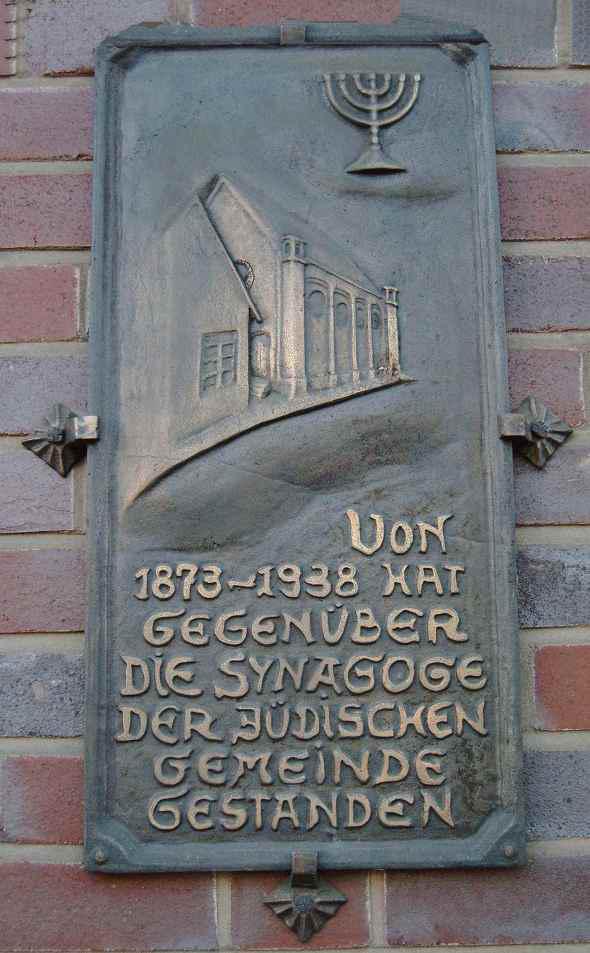 VON
1873–1938 HAT
GEGENÜBER
DIE SYNAGOGE
DER JÜDISCHEN
GEMEINDE
GESTANDEN